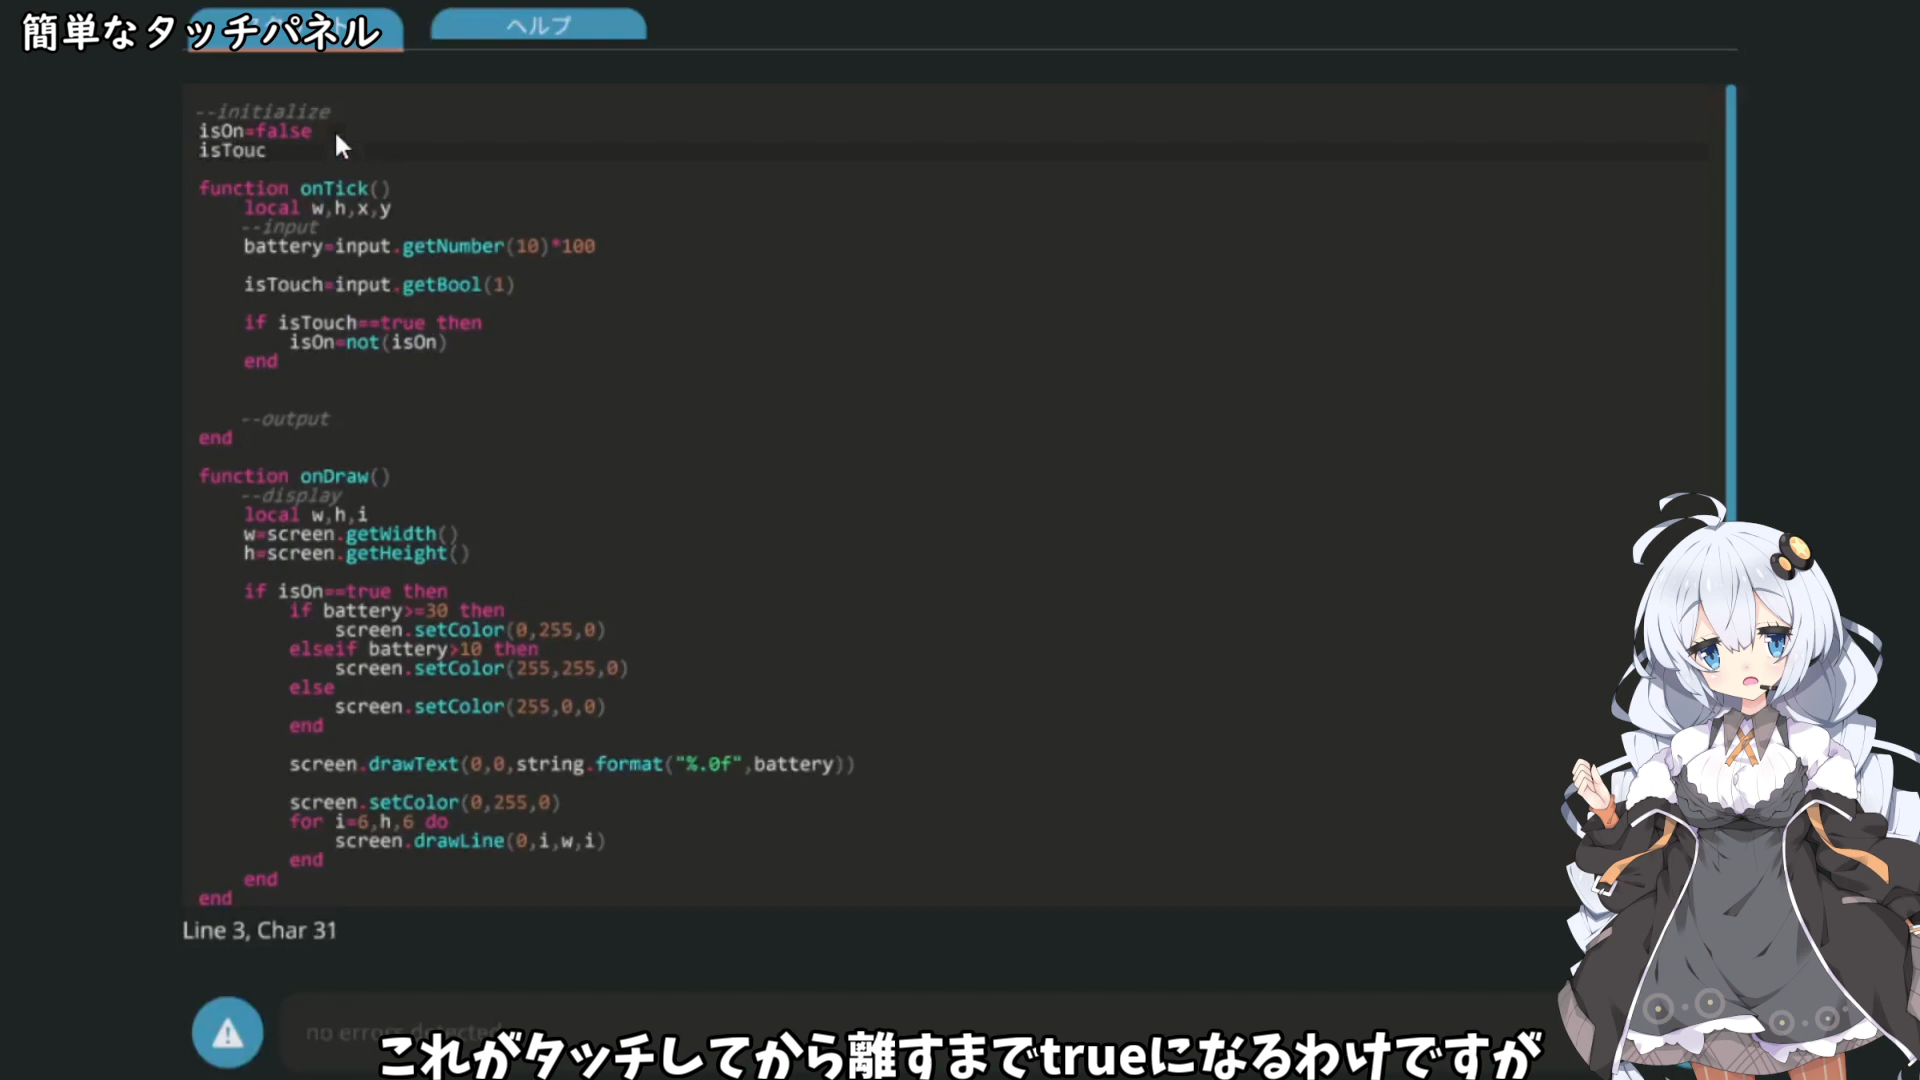 簡単なタッチパネル
ヘルプ
--initialize
isOn=false
isTouc
function onTick()
local w,h,x,y
--input
battery=input.getNumber(10)*100
isTouch=input.getBool(1)
if isTouch==true then
isOn=not(isOn)
end
--output
end
function onDraw()
--display
local w,h,i
w=screen.getWidth()
h=screen.getHeight()
if isOn==true then
if battery>=30 then
screen.setColor(0,255,0)
elseif battery>10 then
screen.setColor(255,255,0)
else
screen.setColor(255,0,0)
end
screen.drawText(0,0,string.format("%.0f",battery))
screen.setColor(0,255,0)
for i=6,h,6 do
screen.drawLine(0,i,w,i)
end
end
end
Line 3, Char 31
no errors detected
これがタッチしてから離すまでtrueになるわけですが